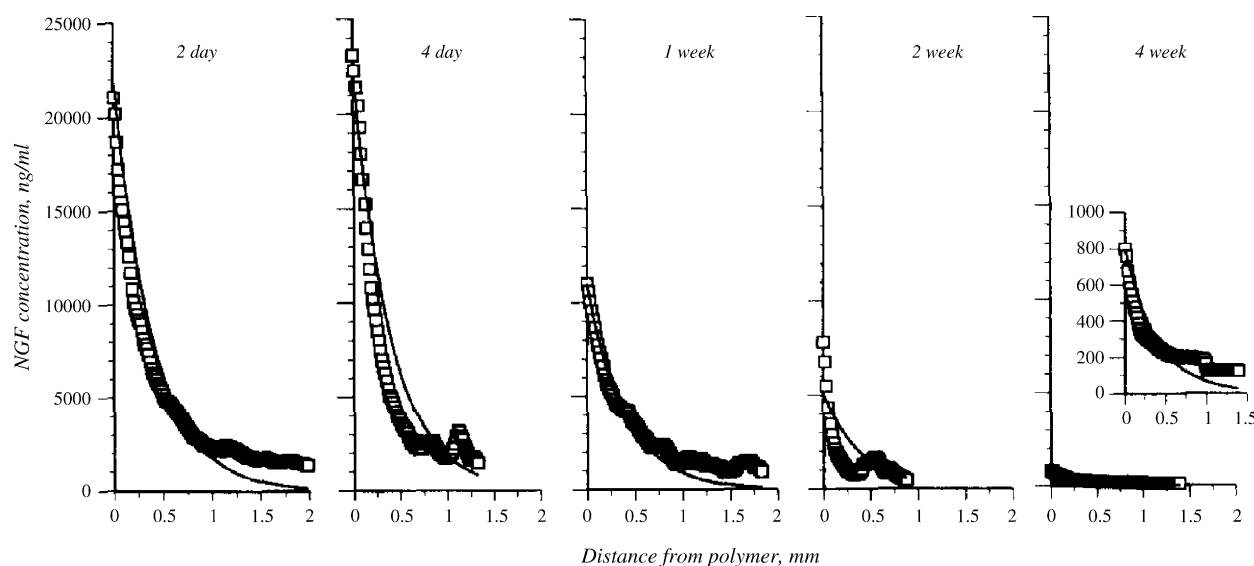 25000
20000
15000
10000
5000
0
NGF concentration, ng/ml
2 day
4 day
1 week
2 week
4 week
1000
800
600
400
200
0
0 0.5 1 1.5
0 0.5 1 1.5 2
0 0.5 1 1.5 2
0 0.5 1 1.5 2
0 0.5 1 1.5 2
0 0.5 1 1.5 2
Distance from polymer, mm